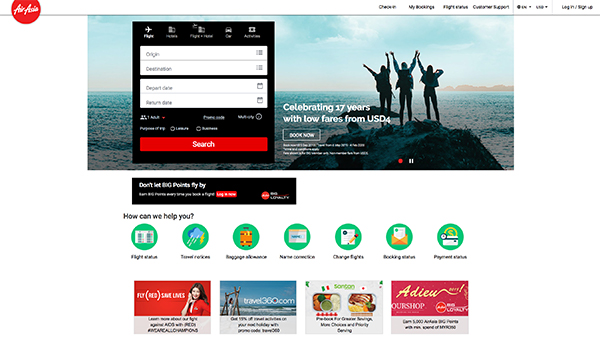 AirAsia
Check in
My Bookings
Flight status
Customer Support
EN
USD
Log in / Sign up
Flight
Hotels
Flight + Hotel
Car
Activities
Origin
Destination
Depart date
Return date
1 Adult
Promo code
Multi-city
Purpose of trip:
Leisure
Business
Search
Celebrating 17 years
with low fares from USD4
BOOK NOW
Don't let BIG Points fly by
Earn BIG Points every time you book a flight!
Log in now
BIG
LOYALTY
How can we help you?
Flight status
Travel notices
Baggage allowance
Name correction
Change flights
Booking status
Payment status
FLY (RED) SAVE LIVES
Learn more about our fight
against AIDS with (RED)
#WEAREALLCHAMPIONS
travel360.com
Get 15% off travel activities on
your next holiday with
promo code: travel360
Santan
Pre-book For Greater Savings,
More Choices and Priority
Serving
Adieu
OURSHOP
BIG
LOYALTY
Earn 5,000 AirAsia BIG Points
with min. spend of MYR350